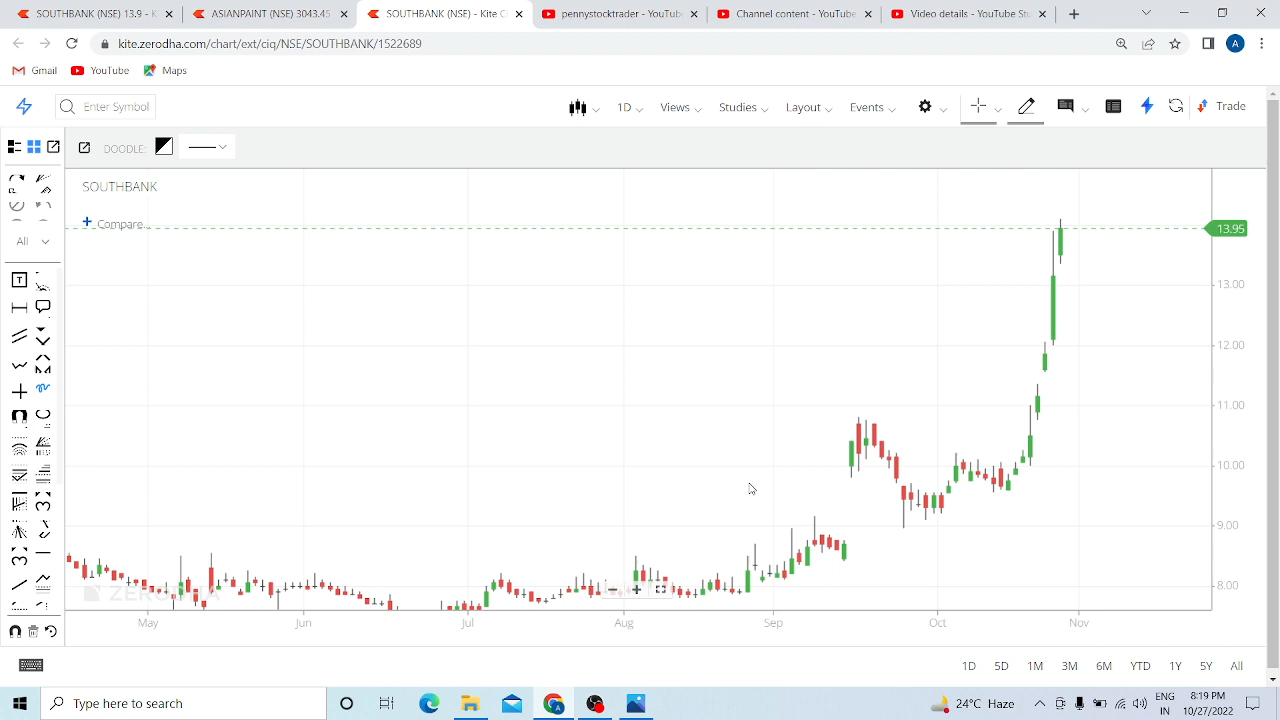 SOUTHBANK (NSE) 13.9 - K
ASIANPAINT (NSE) 3043.45
SOUTHBANK (NSE) - Kite C
pennystocktrader - YouTub
Channel content - YouTube
Video details - YouTube Stu
kite.zerodha.com/chart/ext/ciq/NSE/SOUTHBANK/1522689
A
Gmail
YouTube
Maps
Enter Symbol
1D
Views
Studies
Layout
Events
Trade
DOODLE:
SOUTHBANK
+ Compare...
All
13.95
13.00
12.00
11.00
10.00
9.00
8.00
ZERODHA
May
Jun
Jul
Aug
Sep
Oct
Nov
1D
5D
1M
3M
6M
YTD
1Y
5Y
All
Type here to search
24°C Haze
8:19 PM
10/27/2022